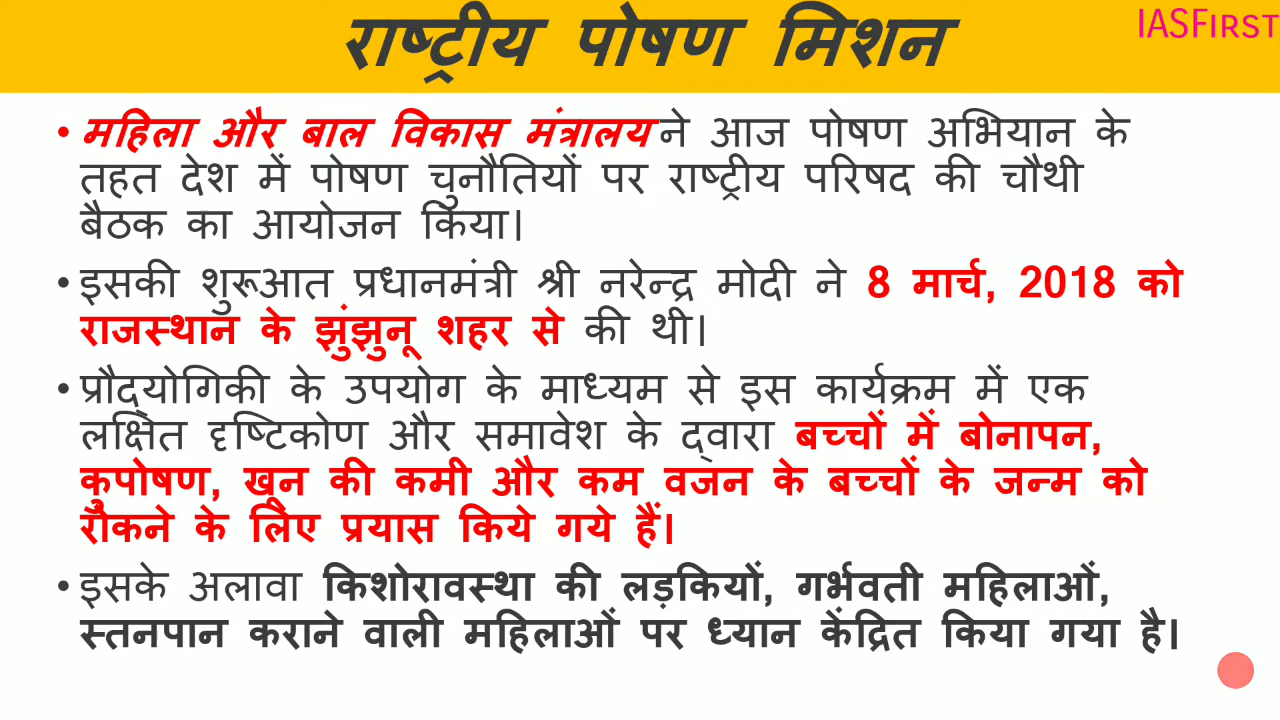 राष्ट्रीय पोषण मिशन
IASFIRST
• महिला और बाल विकास मंत्रालय ने आज पोषण अभियान के
तहत देश में पोषण चुनौतियों पर राष्ट्रीय परिषद की चौथी
बैठक का आयोजन किया।
• इसकी शुरूआत प्रधानमंत्री श्री नरेन्द्र मोदी ने 8 मार्च, 2018 को
राजस्थान के झुंझुनू शहर से की थी।
• प्रौद्योगिकी के उपयोग के माध्यम से इस कार्यक्रम में एक
लक्षित दृष्टिकोण और समावेश के द्वारा बच्चों में बोनापन,
कुपोषण, खून की कमी और कम वजन के बच्चों के जन्म को
रोकने के लिए प्रयास किये गये हैं।
• इसके अलावा किशोरावस्था की लड़कियों, गर्भवती महिलाओं,
स्तनपान कराने वाली महिलाओं पर ध्यान केंद्रित किया गया है।